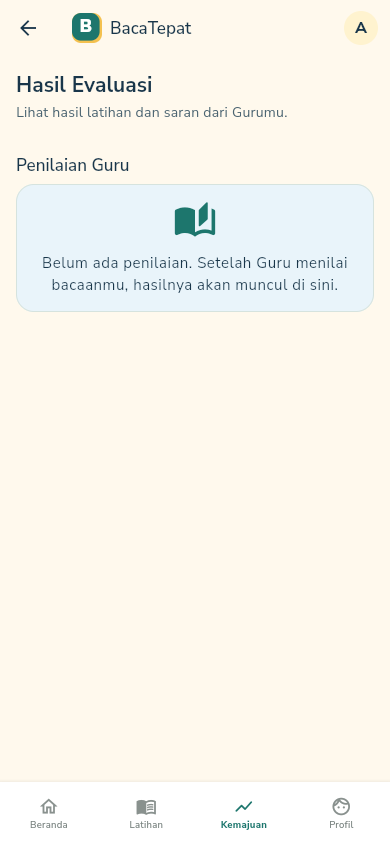 B BacaTepat A
Hasil Evaluasi
Lihat hasil latihan dan saran dari Gurumu.
Penilaian Guru
Belum ada penilaian. Setelah Guru menilai
bacaanmu, hasilnya akan muncul di sini.
Beranda Latihan Kemajuan Profil